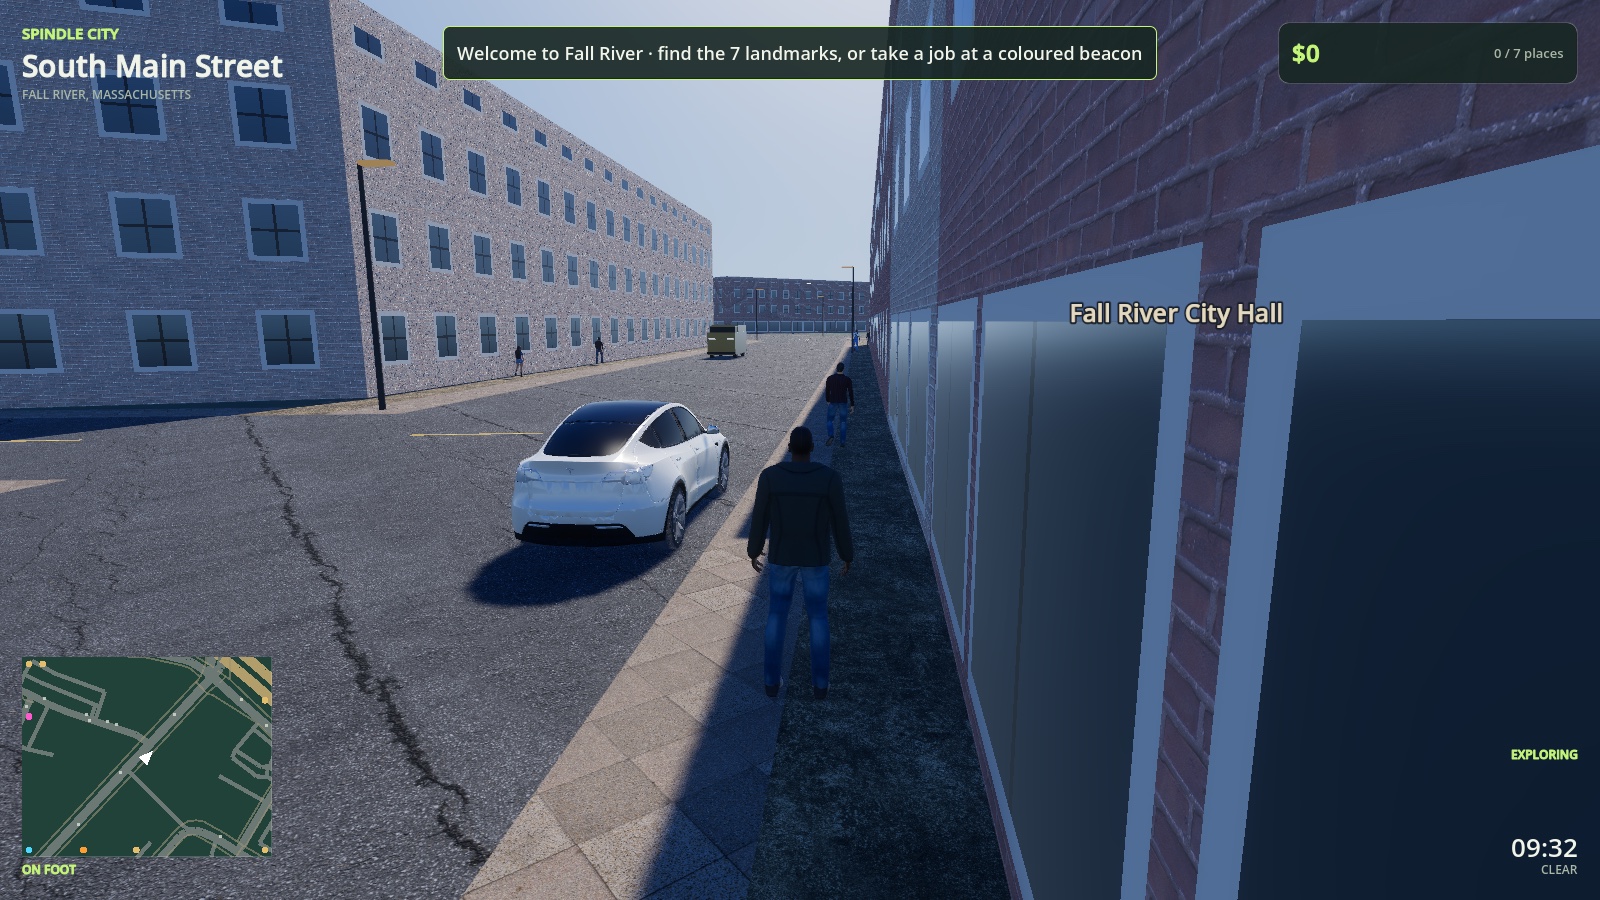 SPINDLE CITY
South Main Street
FALL RIVER, MASSACHUSETTS
Welcome to Fall River · find the 7 landmarks, or take a job at a coloured beacon
$0
0 / 7 places
Fall River City Hall
EXPLORING
09:32
CLEAR
ON FOOT